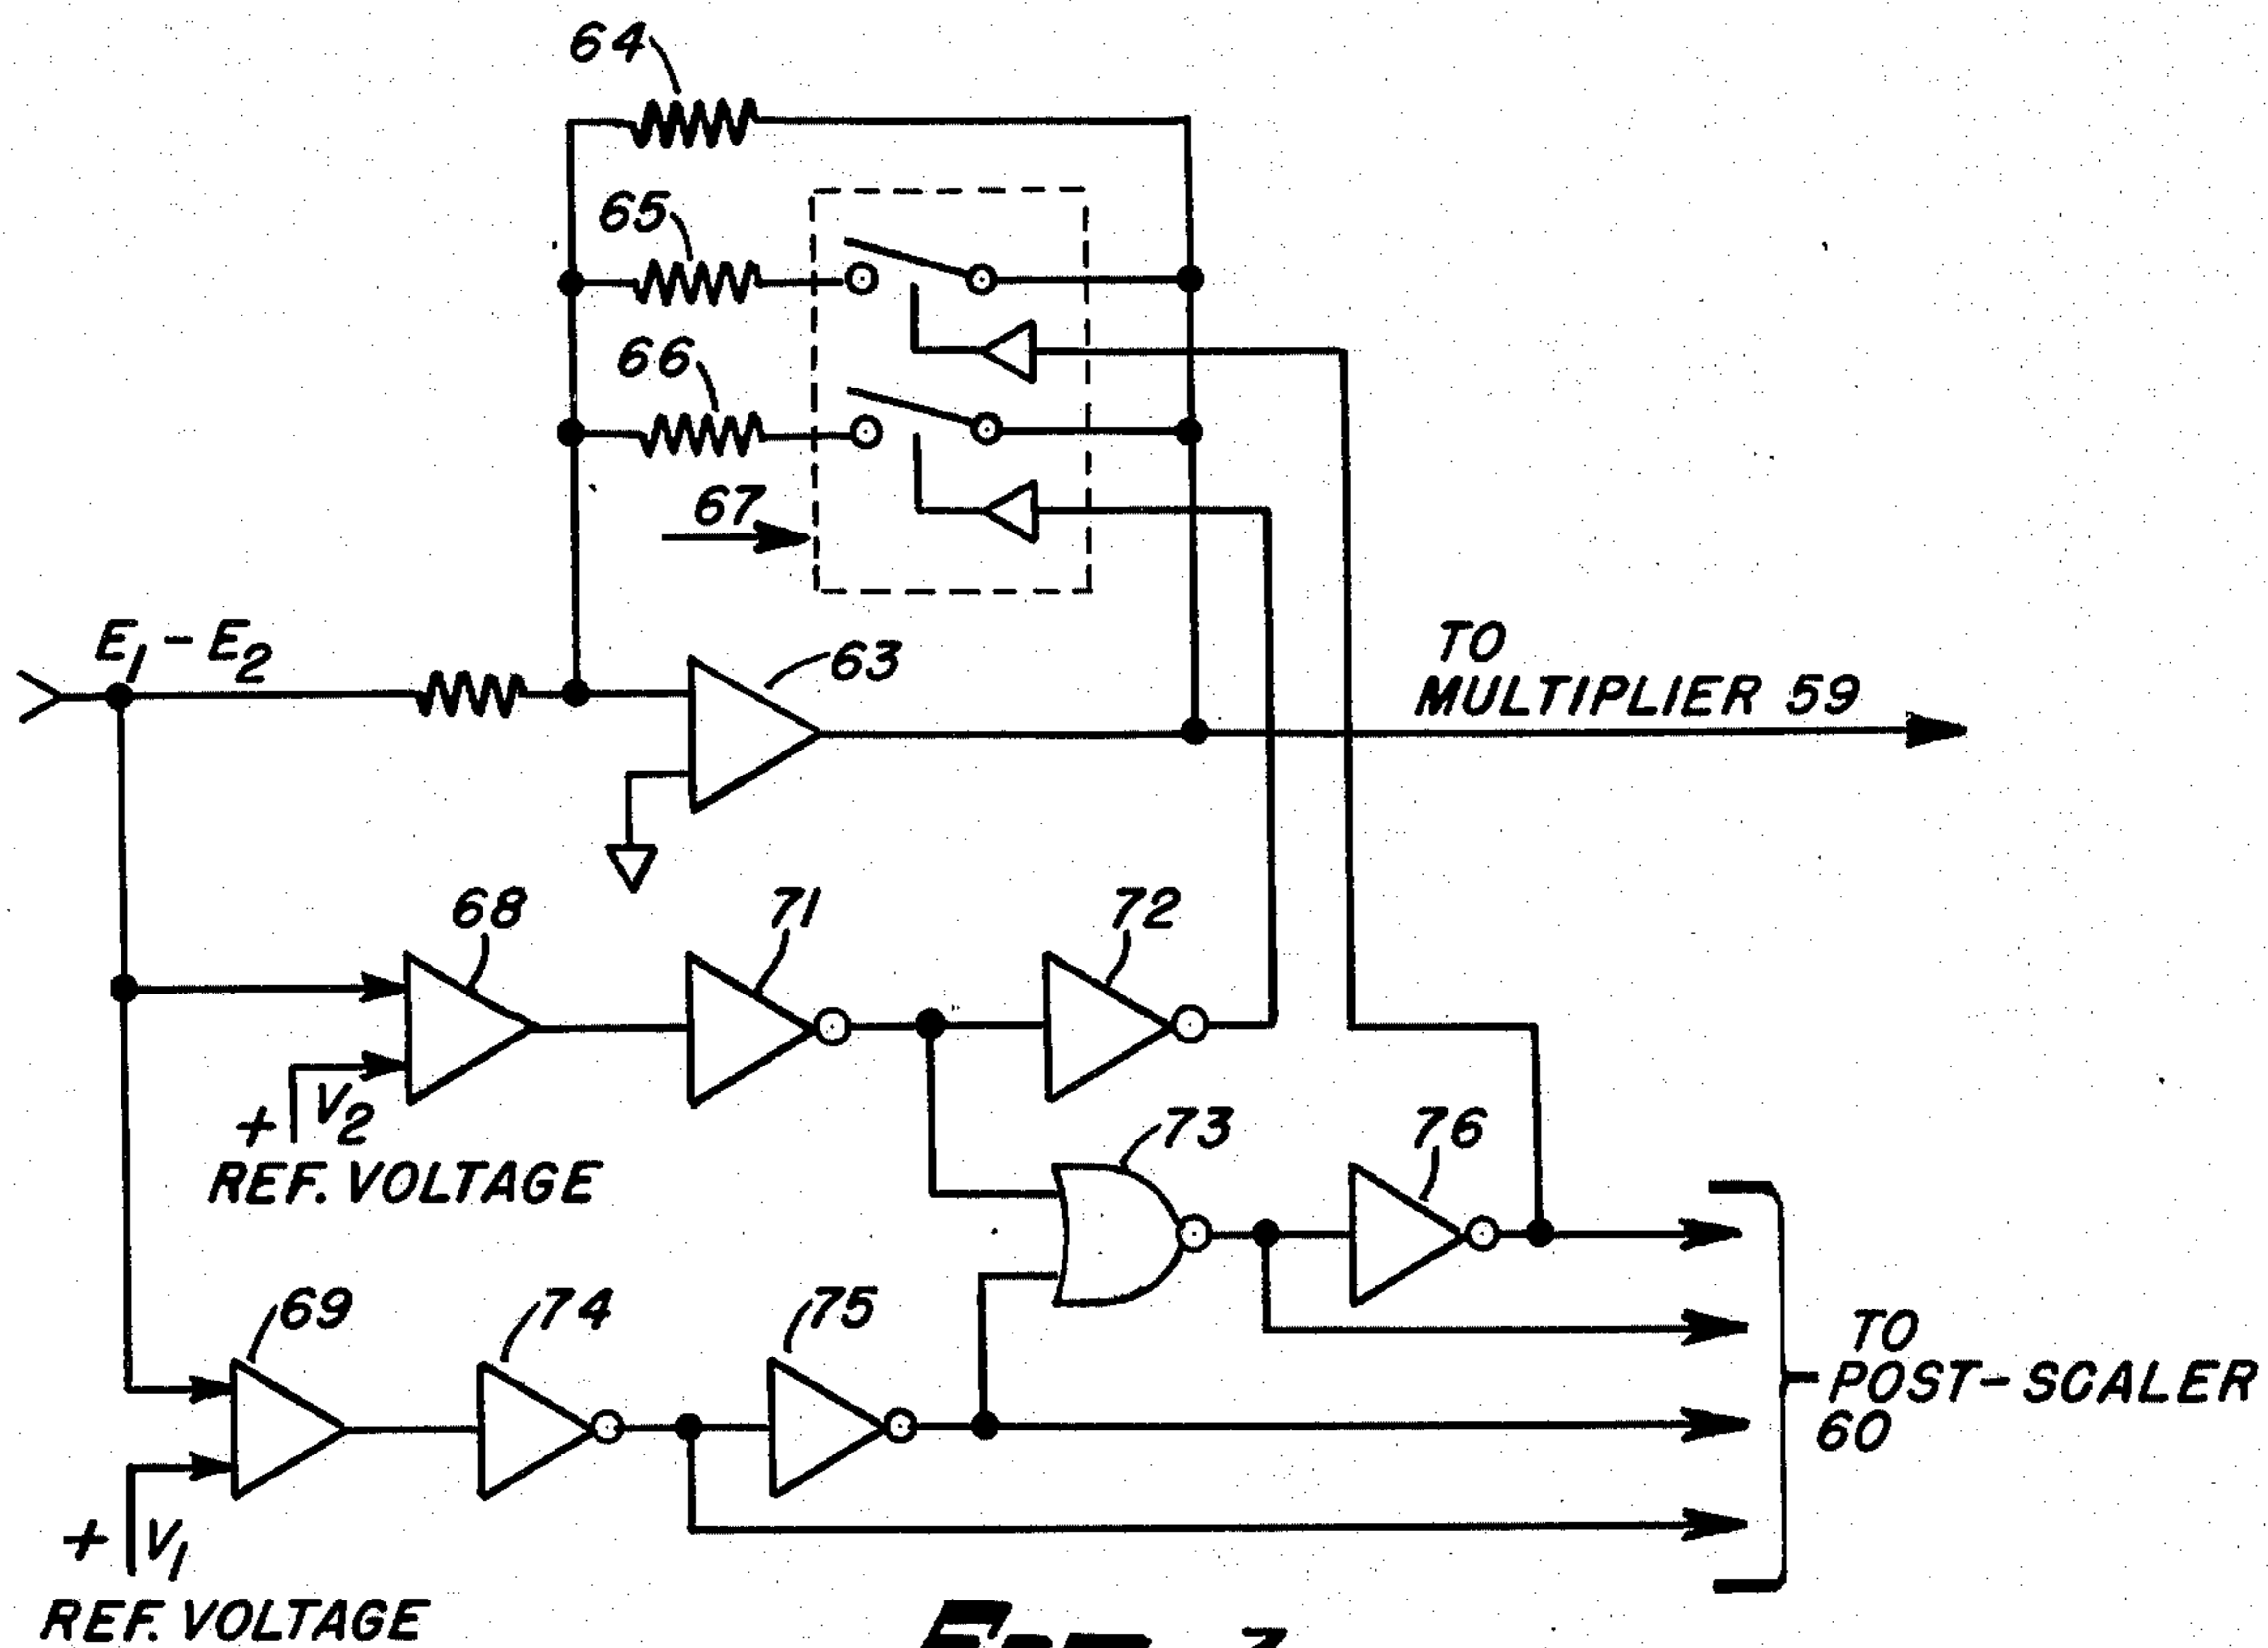 64
65
66
67
E1 - E2
63
TO
MULTIPLIER 59
68
71
72
+ V2
REF. VOLTAGE
73
76
69
74
75
TO
POST-SCALER
60
+ V1
REF. VOLTAGE